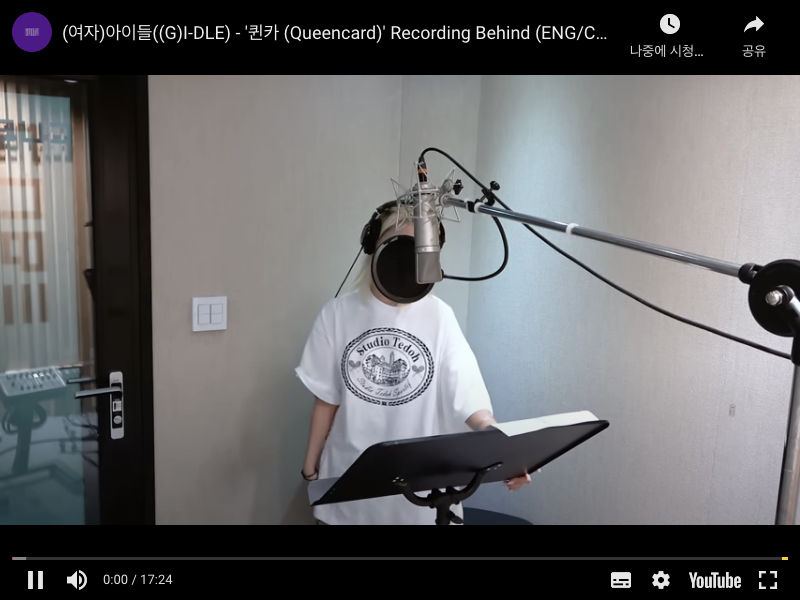 (여자)아이들((G)I-DLE) - '퀸카 (Queencard)' Recording Behind (ENG/C...
나중에 시청...
공유
Studio Tedoh
0:00 / 17:24
YouTube